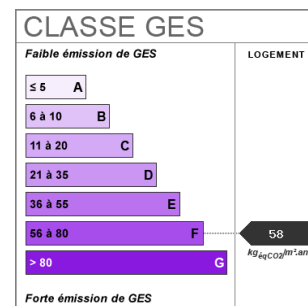 CLASSE GES
Faible émission de GES
LOGEMENT
≤ 5 A
6 à 10 B
11 à 20 C
21 à 35 D
36 à 55 E
56 à 80 F
58
kgéqCO2/m².an
> 80 G
Forte émission de GES